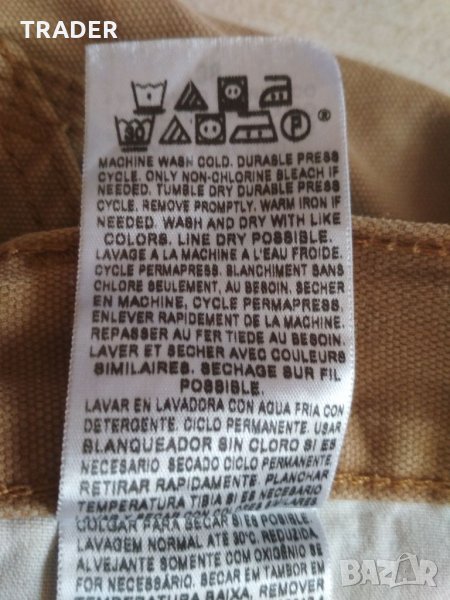 TRADER
30
P
®
MACHINE WASH COLD. DURABLE PRESS
CYCLE. ONLY NON-CHLORINE BLEACH IF
NEEDED. TUMBLE DRY DURABLE PRESS
CYCLE. REMOVE PROMPTLY. WARM IRON IF
NEEDED. WASH AND DRY WITH LIKE
COLORS. LINE DRY POSSIBLE.
LAVAGE A LA MACHINE A L'EAU FROIDE.
CYCLE PERMAPRESS. BLANCHIMENT SANS
CHLORE SEULEMENT, AU BESOIN. SECHER
EN MACHINE, CYCLE PERMAPRESS.
ENLEVER RAPIDEMENT DE LA MACHINE.
REPASSER AU FER TIEDE AU BESOIN.
LAVER ET SECHER AVEC COULEURS
SIMILAIRES. SECHAGE SUR FIL
POSSIBLE.
LAVAR EN LAVADORA CON AGUA FRIA CON
DETERGENTE. CICLO PERMANENTE. USAR
BLANQUEADOR SIN CLORO SI ES
NECESARIO. SECADO CICLO PERMANENTE.
RETIRAR RAPIDAMENTE. PLANCHAR
TEMPERATURA TIBIA SI ES NECESARIO
COLGAR PARA SECAR SI ES POSIBLE.
LAVAGEM NORMAL ATE 30°C, REDUZIDA,
ALVEJANTE SOMENTE COM OXIGÊNIO SE
FOR NECESSARIO. SECAR EM TAMBOR A
TEMPERATURA BAIXA, REMOVER
BAZAR